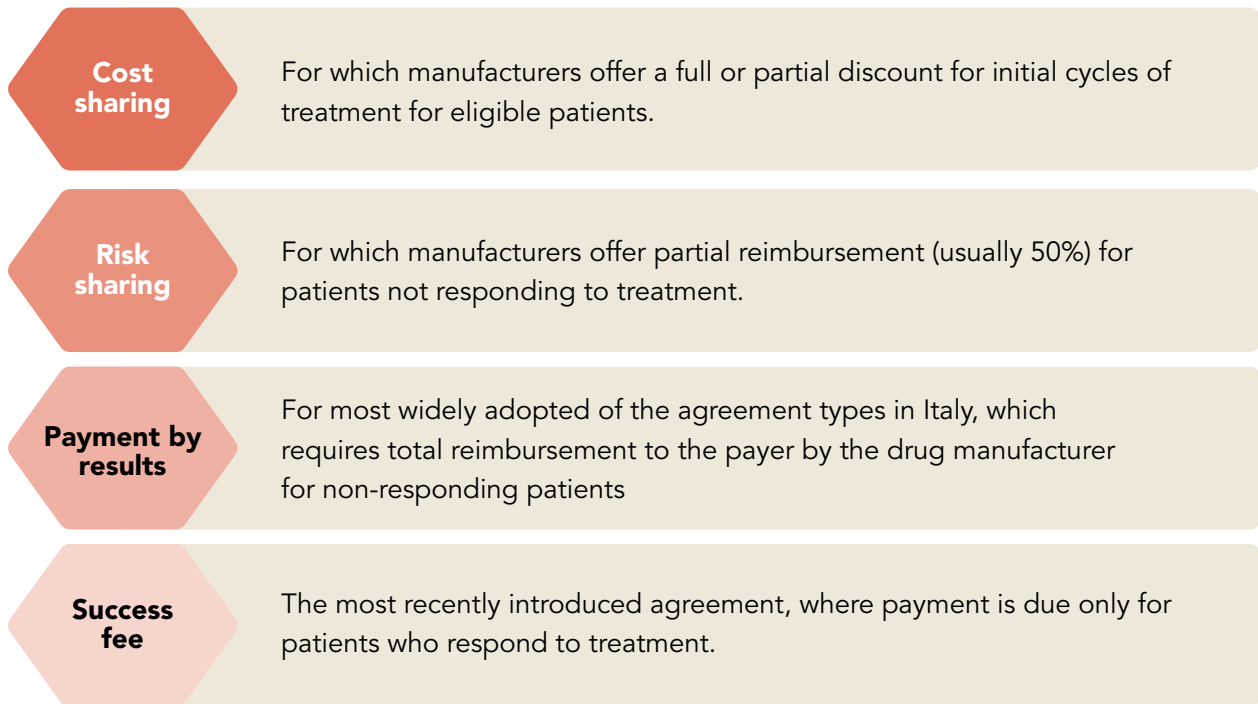 Cost
sharing
For which manufacturers offer a full or partial discount for initial cycles of
treatment for eligible patients.
Risk
sharing
For which manufacturers offer partial reimbursement (usually 50%) for
patients not responding to treatment.
Payment by
results
For most widely adopted of the agreement types in Italy, which
requires total reimbursement to the payer by the drug manufacturer
for non-responding patients
Success
fee
The most recently introduced agreement, where payment is due only for
patients who respond to treatment.